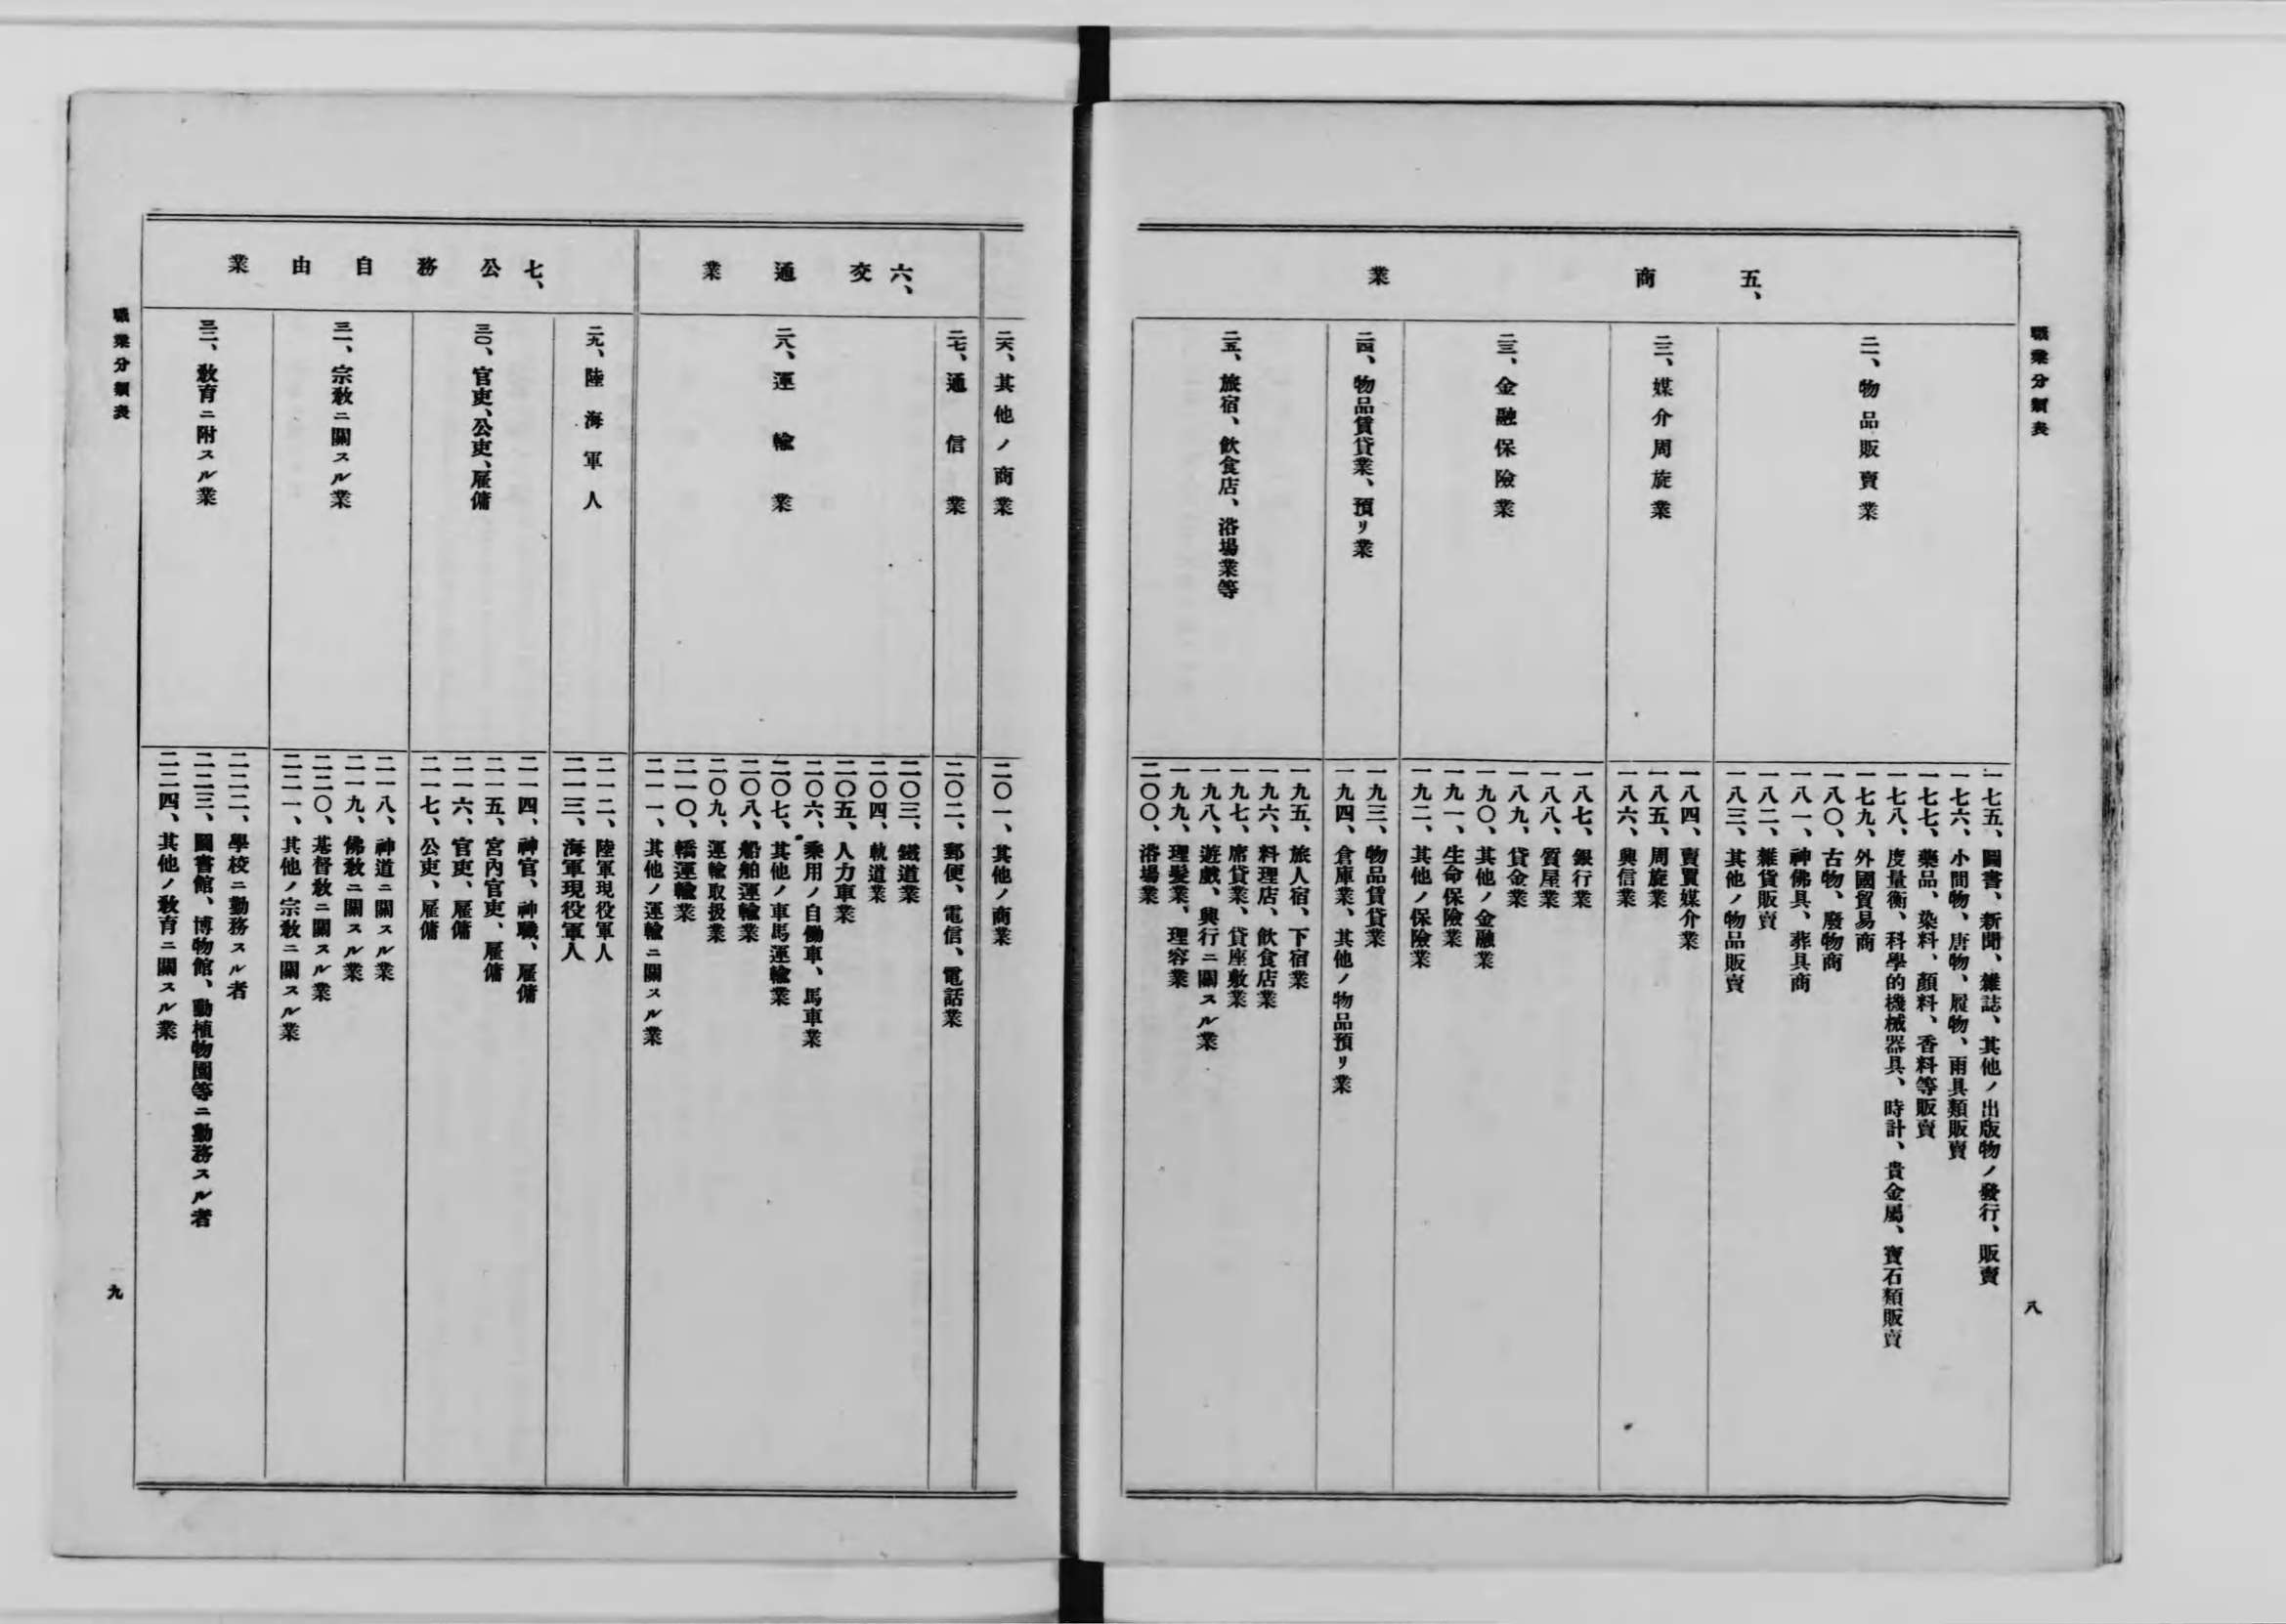 職業分類表
八
五、商業
二一、物品販賣業
一七五、圖書、新聞、雜誌、其他ノ出版物ノ發行、販賣
一七六、小間物、唐物、履物、雨具類販賣
一七七、藥品、染料、顏料、香料等販賣
一七八、度量衡、科學的機械器具、時計、貴金屬、寶石類販賣
一七九、外國貿易商
一八〇、古物、廢物商
一八一、神佛具、葬具商
一八二、雜貨販賣
一八三、其他ノ物品販賣
二二、媒介周旋業
一八四、賣買媒介業
一八五、周旋業
一八六、興信業
二三、金融保險業
一八七、銀行業
一八八、質屋業
一八九、貸金業
一九〇、其他ノ金融業
一九一、生命保險業
一九二、其他ノ保險業
二四、物品賃貸業、預リ業
一九三、物品賃貸業
一九四、倉庫業、其他ノ物品預リ業
二五、旅宿、飮食店、浴場業等
一九五、旅人宿、下宿業
一九六、料理店、飮食店業
一九七、席貸業、貸座敷業
一九八、遊戲、興行ニ關スル業
一九九、理髮業、理容業
二〇〇、浴場業
二六、其他ノ商業
二〇一、其他ノ商業
六、交通業
二七、通信業
二〇二、郵便、電信、電話業
二八、運輸業
二〇三、鐵道業
二〇四、軌道業
二〇五、人力車業
二〇六、乘用ノ自働車、馬車業
二〇七、其他ノ車馬運輸業
二〇八、船舶運輸業
二〇九、運輸取扱業
二一〇、轎運輸業
二一一、其他ノ運輸ニ關スル業
七、公務自由業
二九、陸海軍人
二一二、陸軍現役軍人
二一三、海軍現役軍人
三〇、官吏、公吏、雇傭
二一四、神官、神職、雇傭
二一五、宮內官吏、雇傭
二一六、官吏、雇傭
二一七、公吏、雇傭
三一、宗敎ニ關スル業
二一八、神道ニ關スル業
二一九、佛敎ニ關スル業
二二〇、基督敎ニ關スル業
二二一、其他ノ宗敎ニ關スル業
三二、敎育ニ附スル業
二二二、學校ニ勤務スル者
二二三、圖書館、博物館、動植物園等ニ勤務スル者
二二四、其他ノ敎育ニ關スル業
職業分類表
九